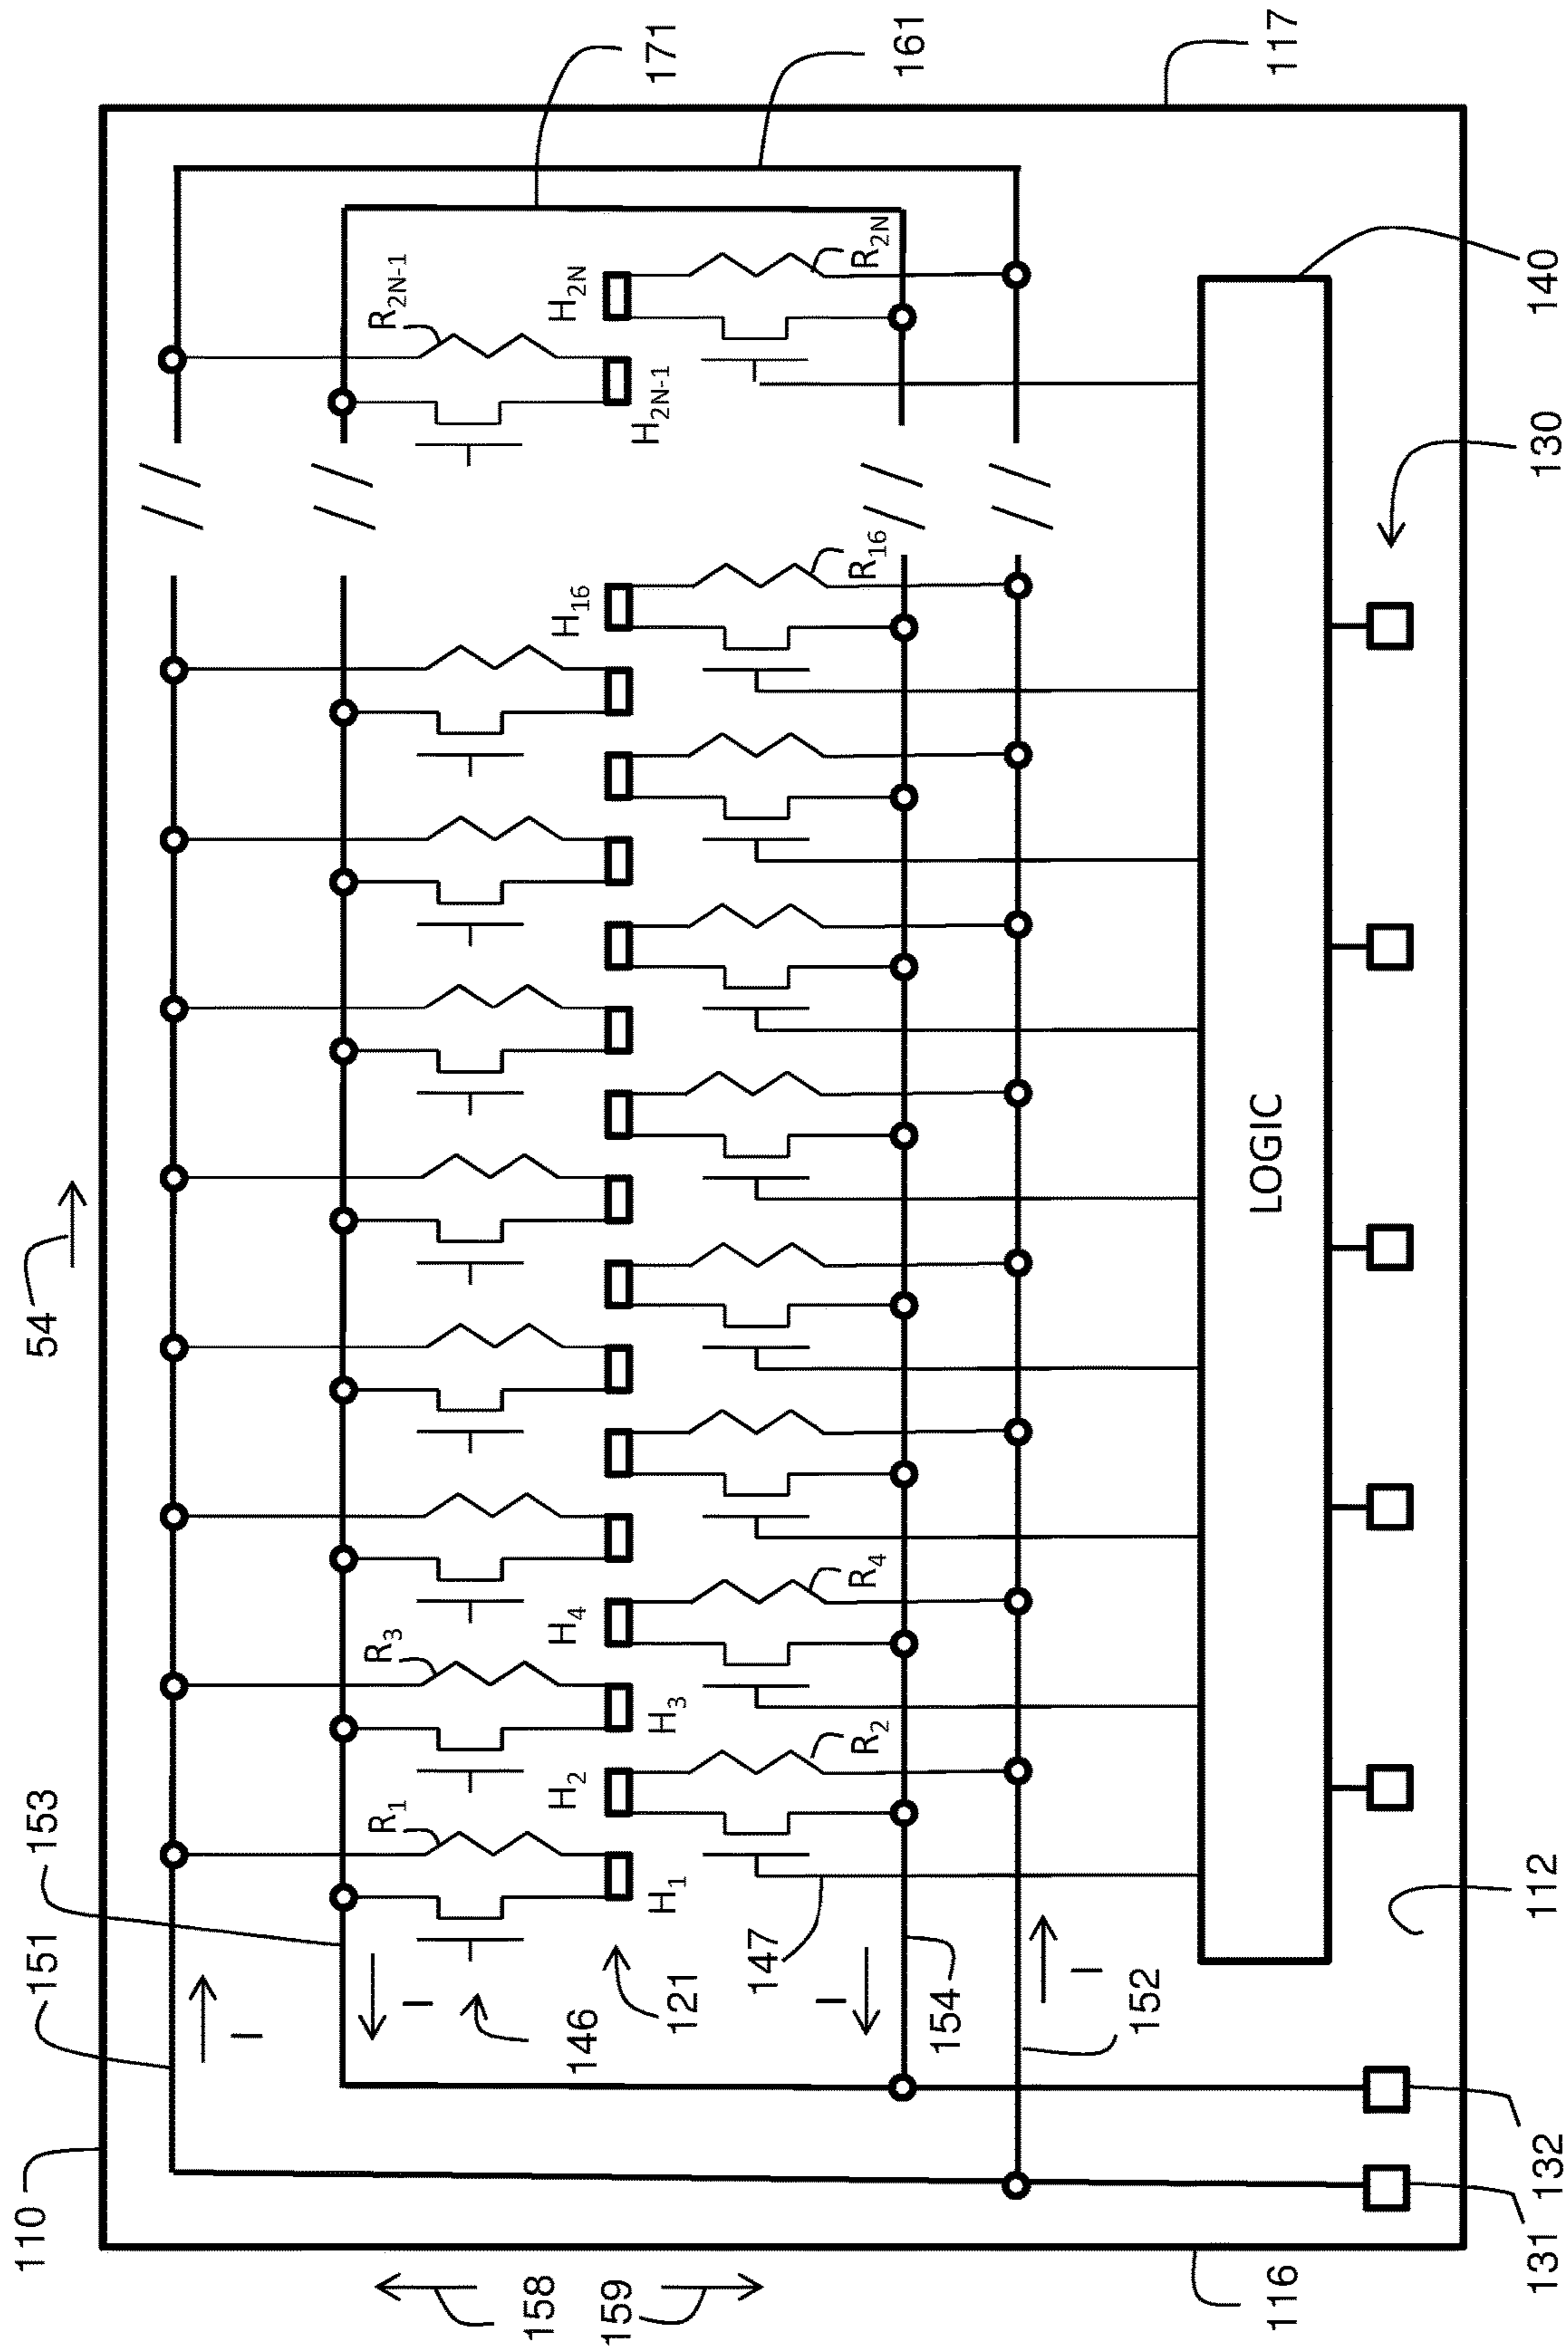 54
110
151
153
I
I
R1
R3
R2N-1
171
161
117
158
159
146
121
H1
H2
H3
H4
H16
H2N-1
H2N
147
R2
R4
R16
R2N
I
154
I
152
LOGIC
140
130
112
116
131
132